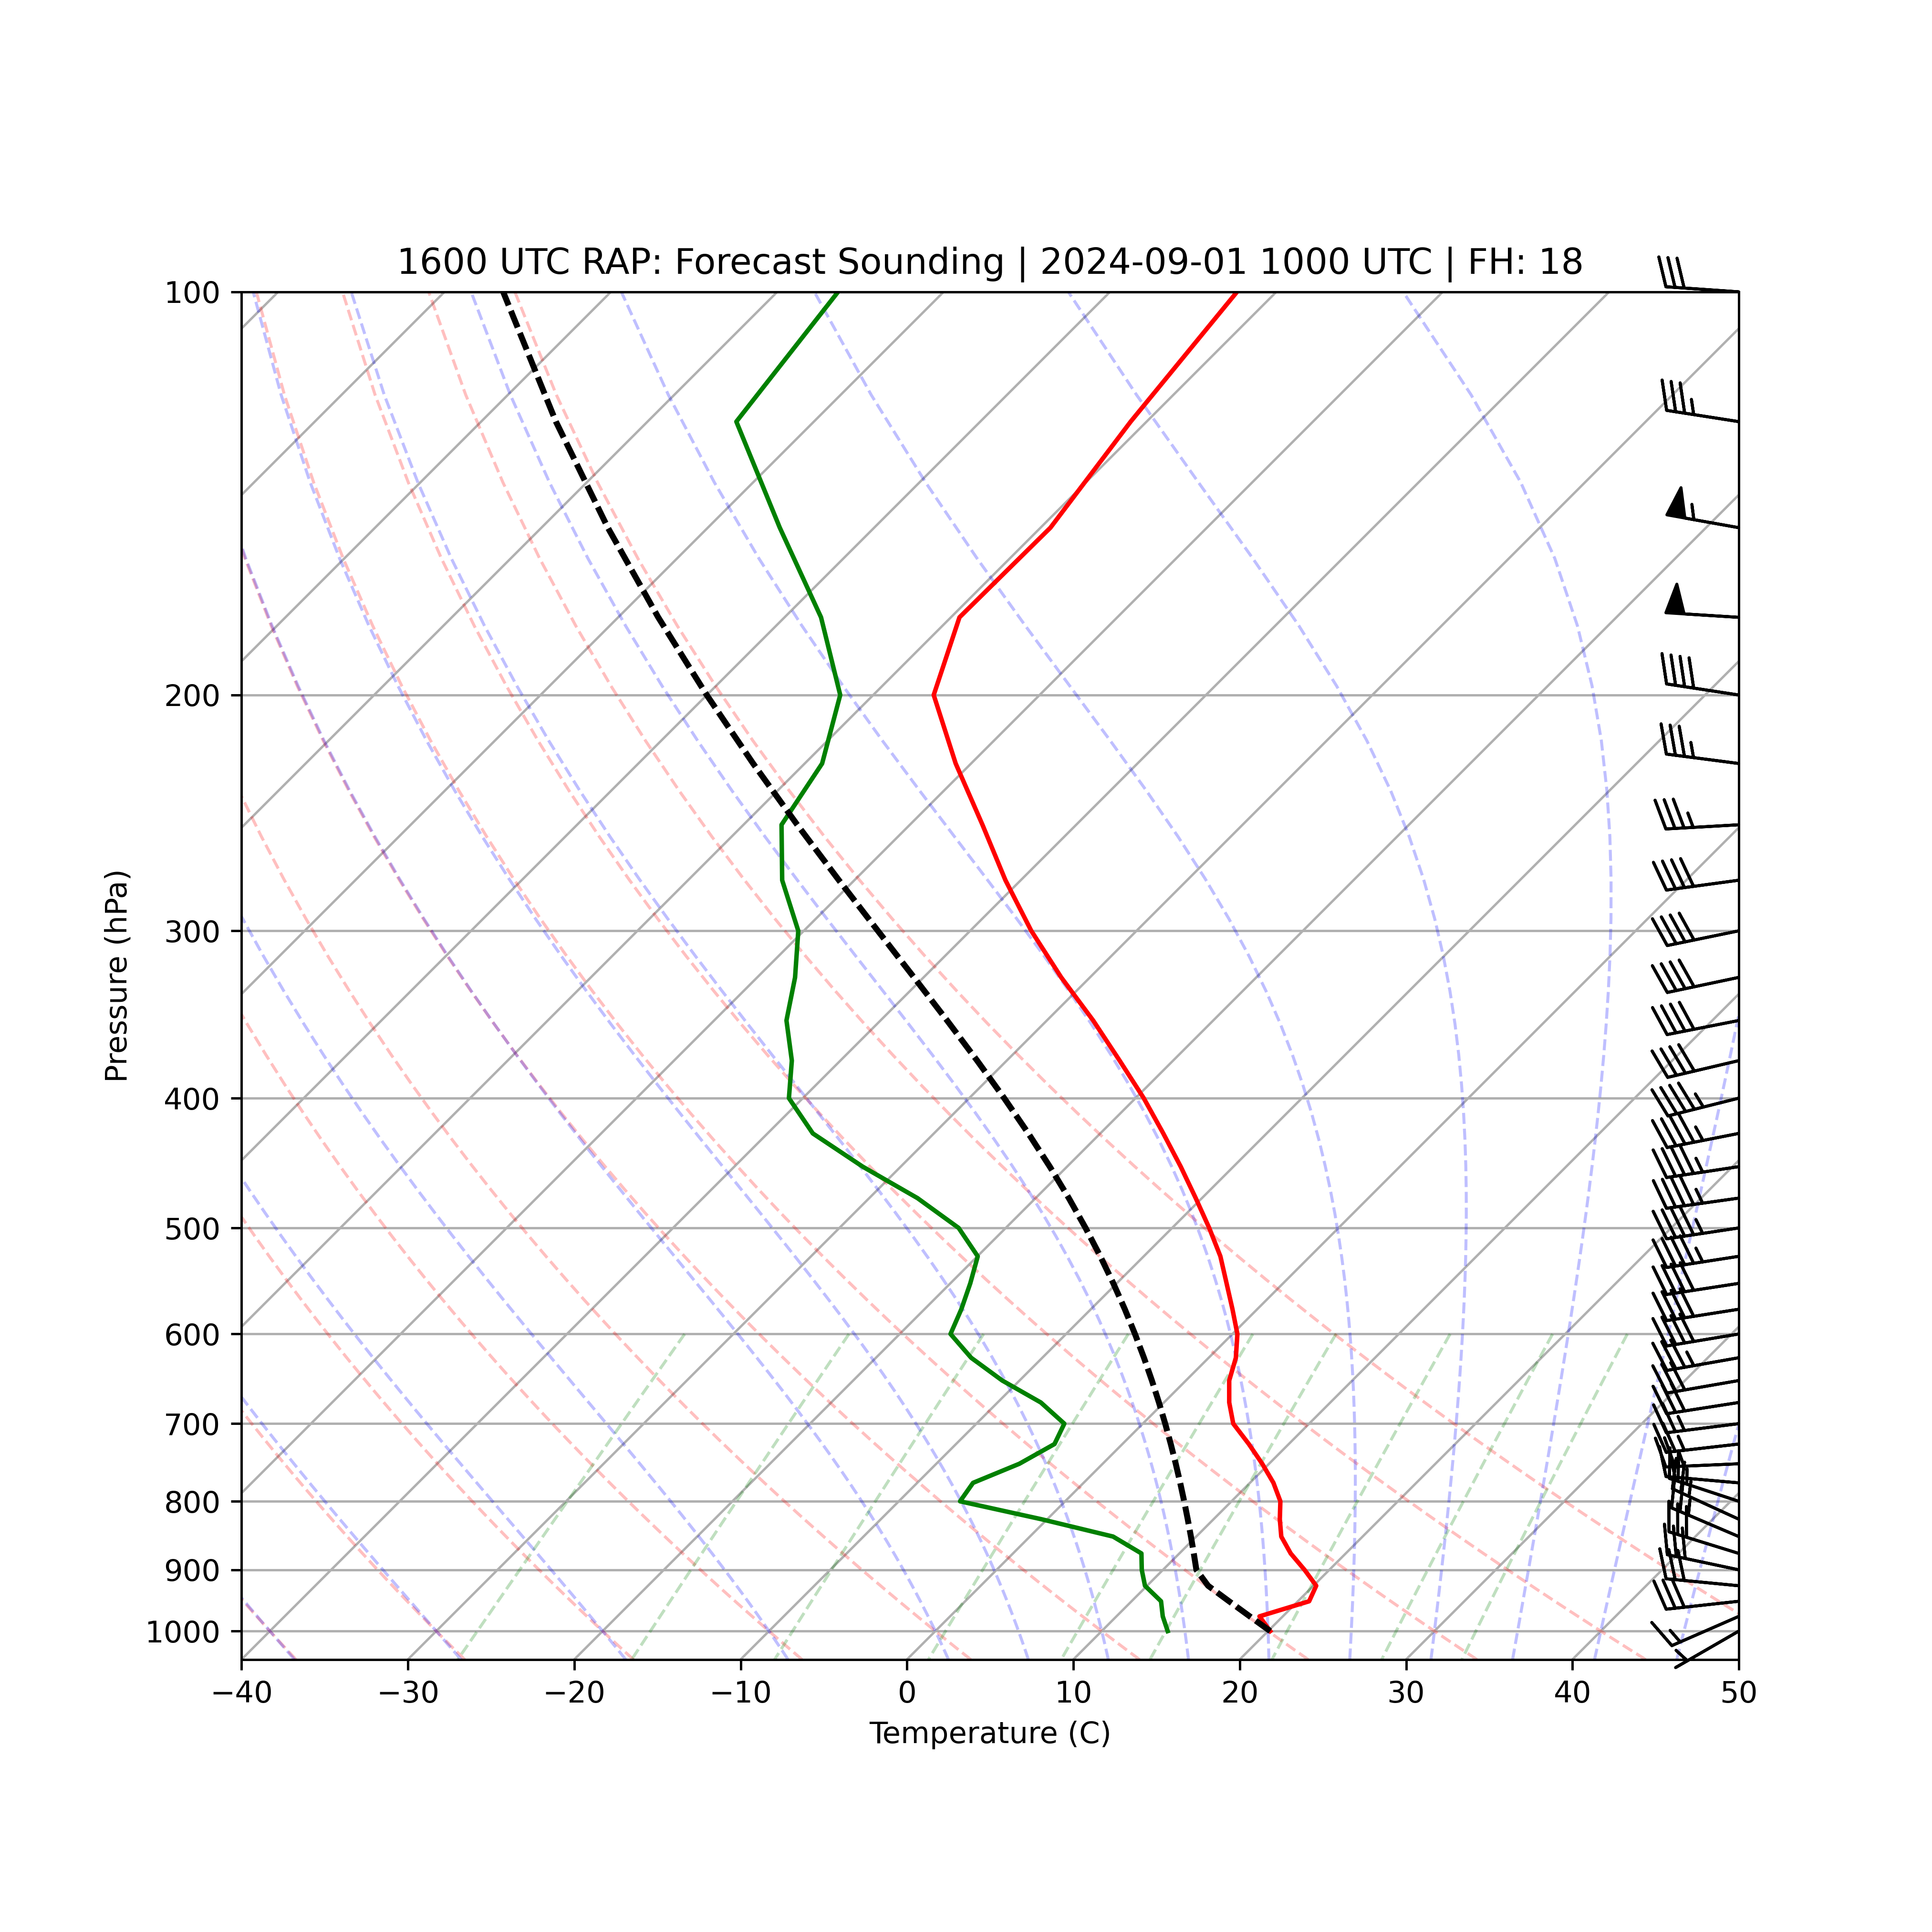 1600 UTC RAP: Forecast Sounding | 2024-09-01 1000 UTC | FH: 18
100
200
300
400
500
600
700
800
900
1000
Pressure (hPa)
−40 −30 −20 −10 0 10 20 30 40 50
Temperature (C)